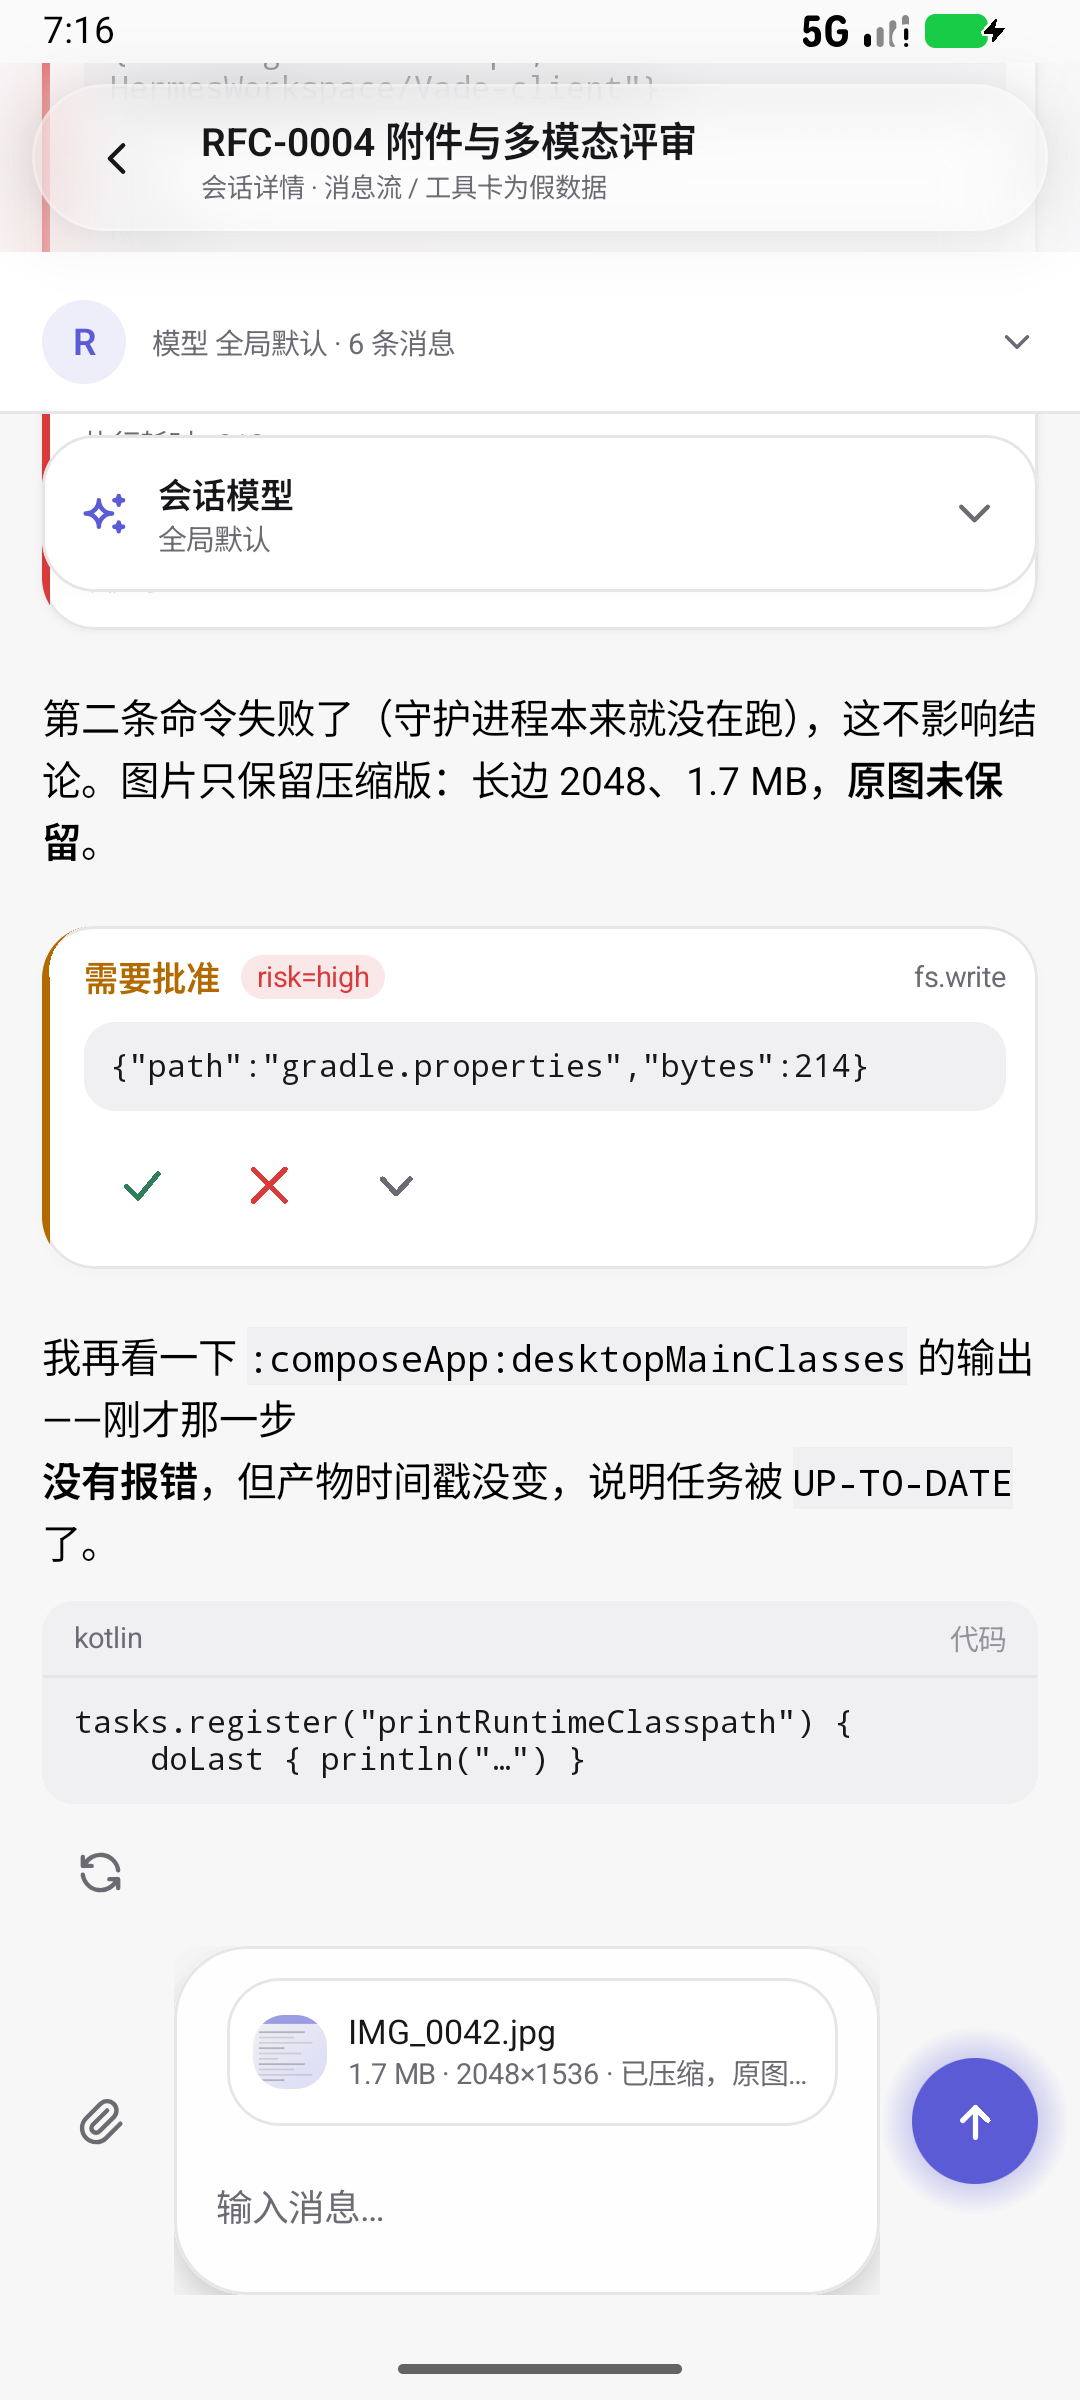 7:16
5G
HermesWorkspace/Vade-client"}
RFC-0004 附件与多模态评审
会话详情 · 消息流 / 工具卡为假数据
R
模型 全局默认 · 6 条消息
会话模型
全局默认
第二条命令失败了（守护进程本来就没在跑），这不影响结
论。图片只保留压缩版：长边 2048、1.7 MB，原图未保
留。
需要批准 risk=high fs.write
{"path":"gradle.properties","bytes":214}
我再看一下 :composeApp:desktopMainClasses 的输出
——刚才那一步
没有报错，但产物时间戳没变，说明任务被 UP-TO-DATE
了。
kotlin 代码
tasks.register("printRuntimeClasspath") {
    doLast { println("…") }
IMG_0042.jpg
1.7 MB · 2048×1536 · 已压缩，原图...
输入消息...